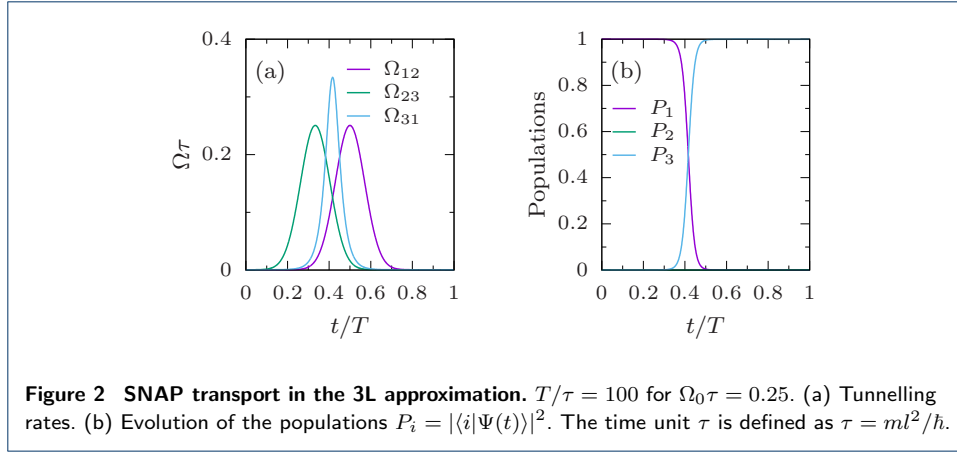 0.4
0.2
0
0 0.2 0.4 0.6 0.8 1
Ωτ
t/T
(a)
Ω₁₂
Ω₂₃
Ω₃₁
1
0.8
0.6
0.4
0.2
0
0 0.2 0.4 0.6 0.8 1
Populations
t/T
(b)
P₁
P₂
P₃
Figure 2 SNAP transport in the 3L approximation. T/τ = 100 for Ω₀τ = 0.25. (a) Tunnelling
rates. (b) Evolution of the populations Pᵢ = |⟨i|Ψ(t)⟩|². The time unit τ is defined as τ = ml²/ħ.